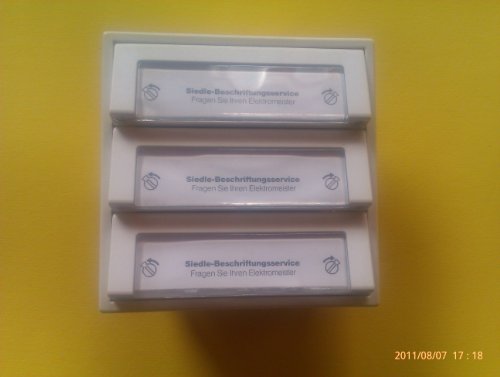 Siedle-Beschriftungsservice
Fragen Sie Ihren Elektromeister
Siedle-Beschriftungsservice
Fragen Sie Ihren Elektromeister
Siedle-Beschriftungsservice
Fragen Sie Ihren Elektromeister
2011/08/07 17:18